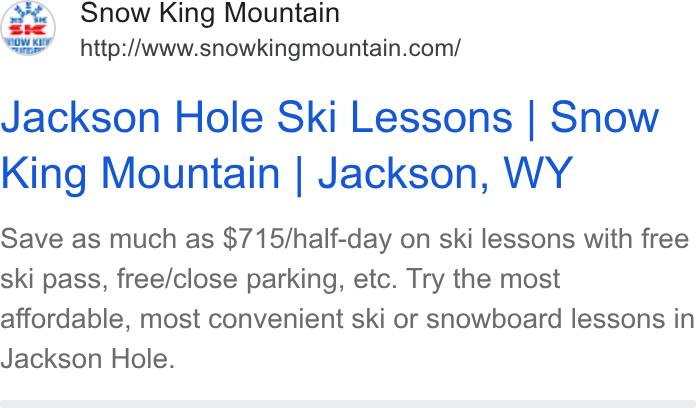 Snow King Mountain
http://www.snowkingmountain.com/
Jackson Hole Ski Lessons | Snow
King Mountain | Jackson, WY
Save as much as $715/half-day on ski lessons with free
ski pass, free/close parking, etc. Try the most
affordable, most convenient ski or snowboard lessons in
Jackson Hole.